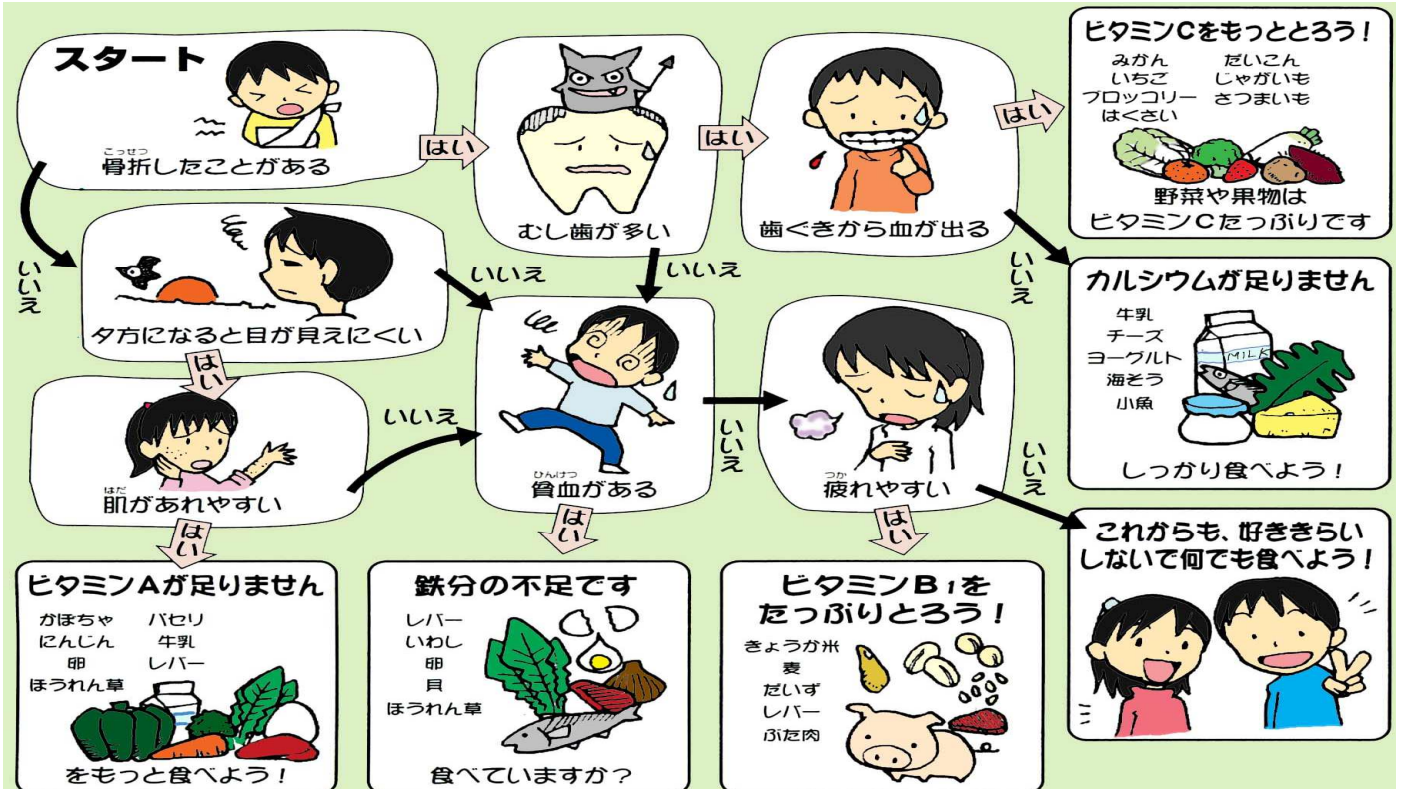 スタート
こっせつ
骨折したことがある
はい
いいえ
むし歯が多い
はい
いいえ
歯ぐきから血が出る
はい
いいえ
ビタミンCをもっととろう！
みかん　だいこん
いちご　じゃがいも
ブロッコリー　さつまいも
はくさい
野菜や果物は
ビタミンCたっぷりです
夕方になると目が見えにくい
はい
いいえ
はだ
肌があれやすい
はい
いいえ
ひんけつ
貧血がある
はい
いいえ
つか
疲れやすい
はい
いいえ
カルシウムが足りません
牛乳
チーズ
ヨーグルト
海そう
小魚
MILK
しっかり食べよう！
これからも、好ききらい
しないで何でも食べよう！
ビタミンAが足りません
かぼちゃ　パセリ
にんじん　牛乳
卵　レバー
ほうれん草
をもっと食べよう！
鉄分の不足です
レバー
いわし
卵
貝
ほうれん草
食べていますか？
ビタミンB1を
たっぷりとろう！
きょうか米
麦
だいず
レバー
ぶた肉